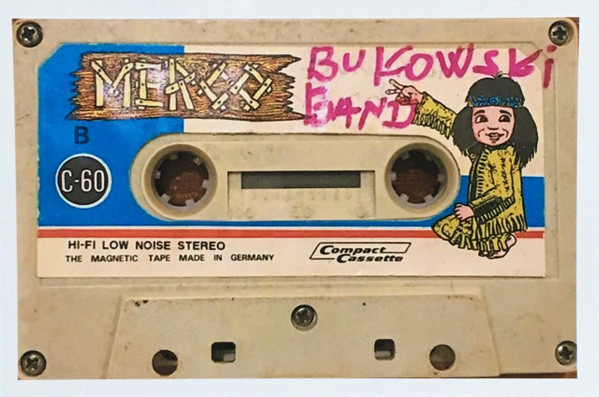 MERCO
BUKOWSKi
BAND
B
C-60
HI-FI LOW NOISE STEREO
THE MAGNETIC TAPE MADE IN GERMANY
Compact
Cassette